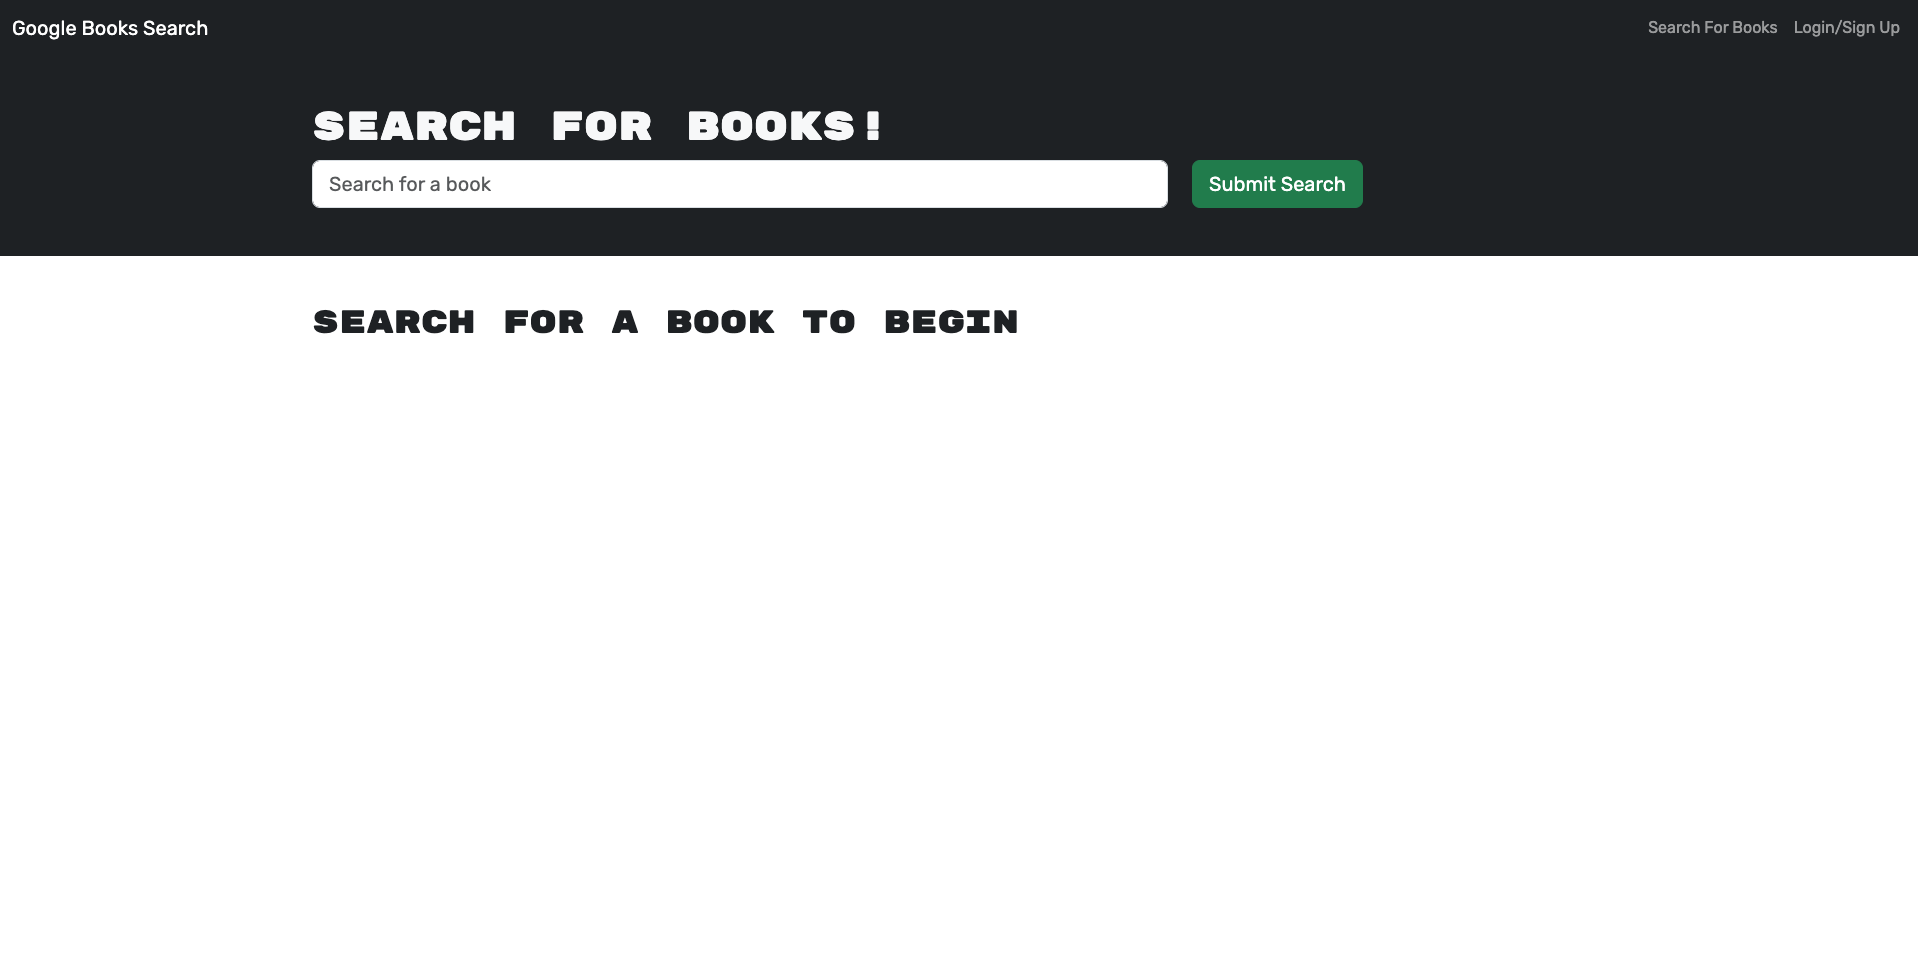 Google Books Search
Search For Books
Login/Sign Up
SEARCH FOR BOOKS!
Search for a book
Submit Search
SEARCH FOR A BOOK TO BEGIN